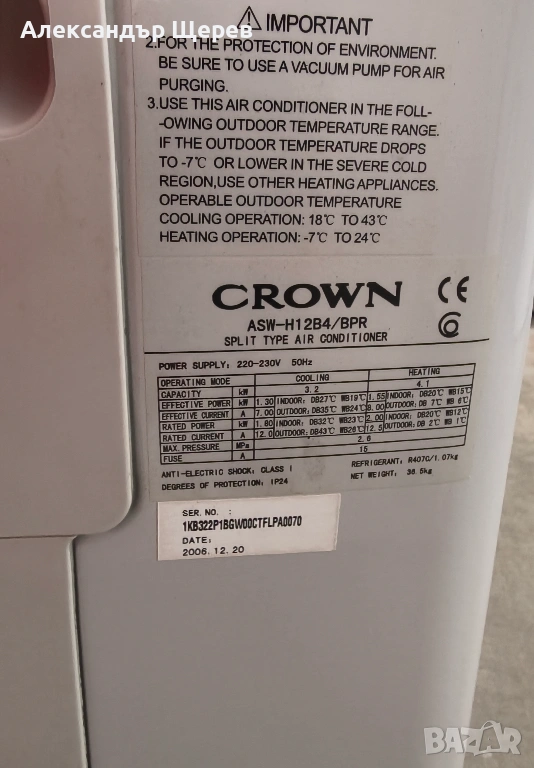 Александър Щерев
IMPORTANT
2.FOR THE PROTECTION OF ENVIRONMENT.
BE SURE TO USE A VACUUM PUMP FOR AIR
PURGING.
3.USE THIS AIR CONDITIONER IN THE FOLL-
-OWING OUTDOOR TEMPERATURE RANGE.
IF THE OUTDOOR TEMPERATURE DROPS
TO -7℃ OR LOWER IN THE SEVERE COLD
REGION,USE OTHER HEATING APPLIANCES.
OPERABLE OUTDOOR TEMPERATURE
COOLING OPERATION: 18℃ TO 43℃
HEATING OPERATION: -7℃ TO 24℃
CROWN CE
ASW-H12B4/BPR
SPLIT TYPE AIR CONDITIONER
POWER SUPPLY: 220-230V 50Hz
OPERATING MODE COOLING HEATING
CAPACITY kW 3.2 4.1
EFFECTIVE POWER kW 1.30 INDOOR: DB27℃ WB19℃ 1.55 INDOOR: DB20℃ WB15℃
EFFECTIVE CURRENT A 7.00 OUTDOOR: DB35℃ WB24℃ 8.00 OUTDOOR: DB 7℃ WB 6℃
RATED POWER kW 1.80 INDOOR: DB32℃ WB23℃ 2.00 INDOOR: DB20℃ WB12℃
RATED CURRENT A 12.0 OUTDOOR: DB43℃ WB26℃ 12.5 OUTDOOR: DB 2℃ WB 1℃
MAX. PRESSURE MPa 2.6
FUSE A 15
ANTI-ELECTRIC SHOCK: CLASS I REFRIGERANT: R407C/1.07kg
DEGREES OF PROTECTION: IP24 NET WEIGHT: 36.5kg
SER. NO. :
1KB322P1BGW00CTFLPA0070
DATE:
2006.12.20
BAZAR